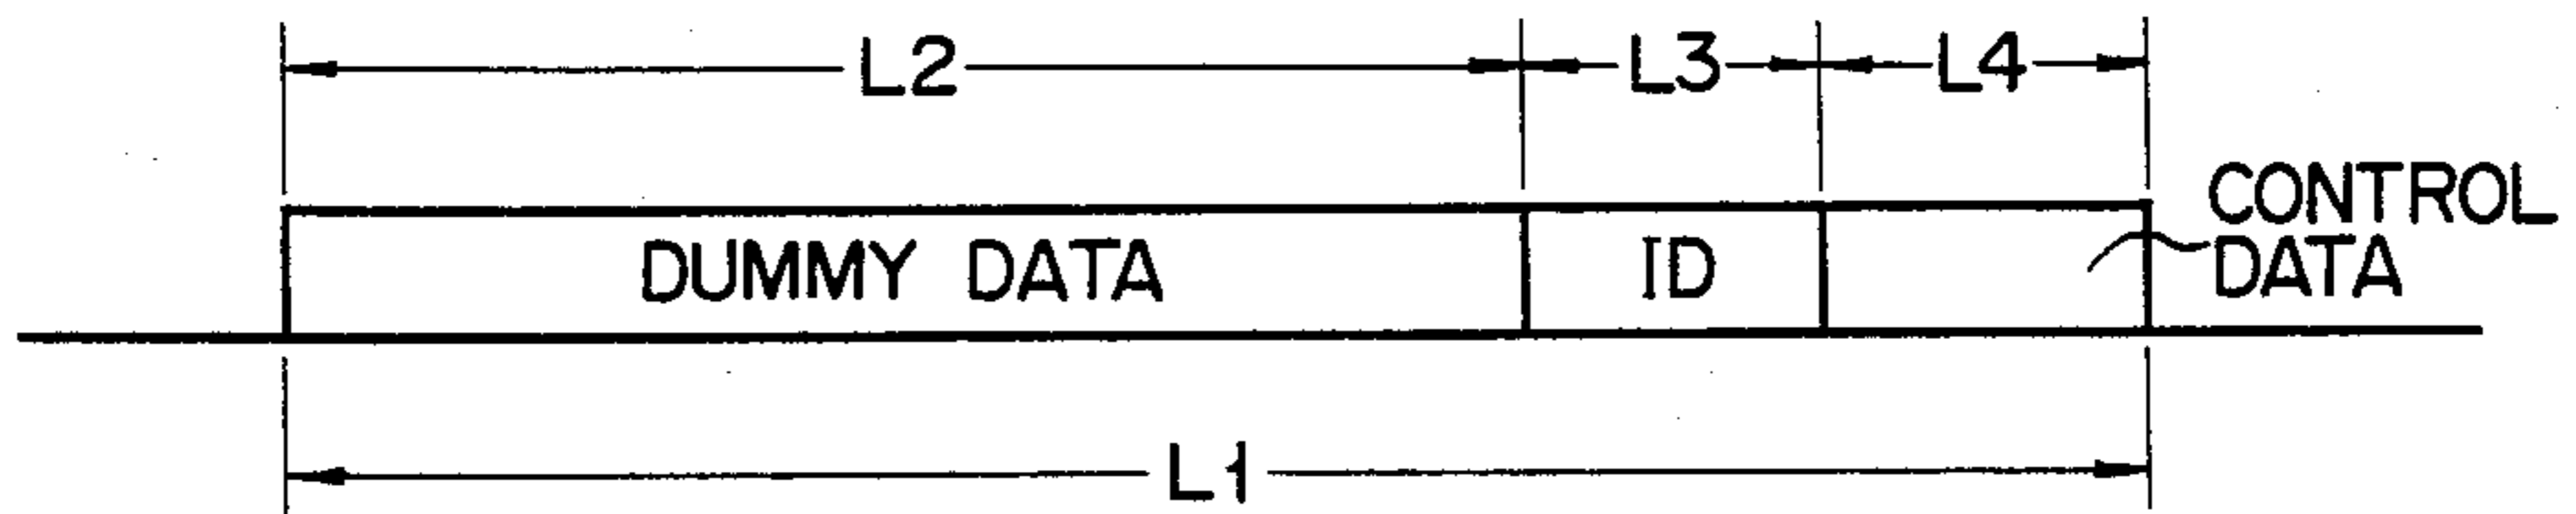 L2 L3 L4
DUMMY DATA ID CONTROL
DATA
L1